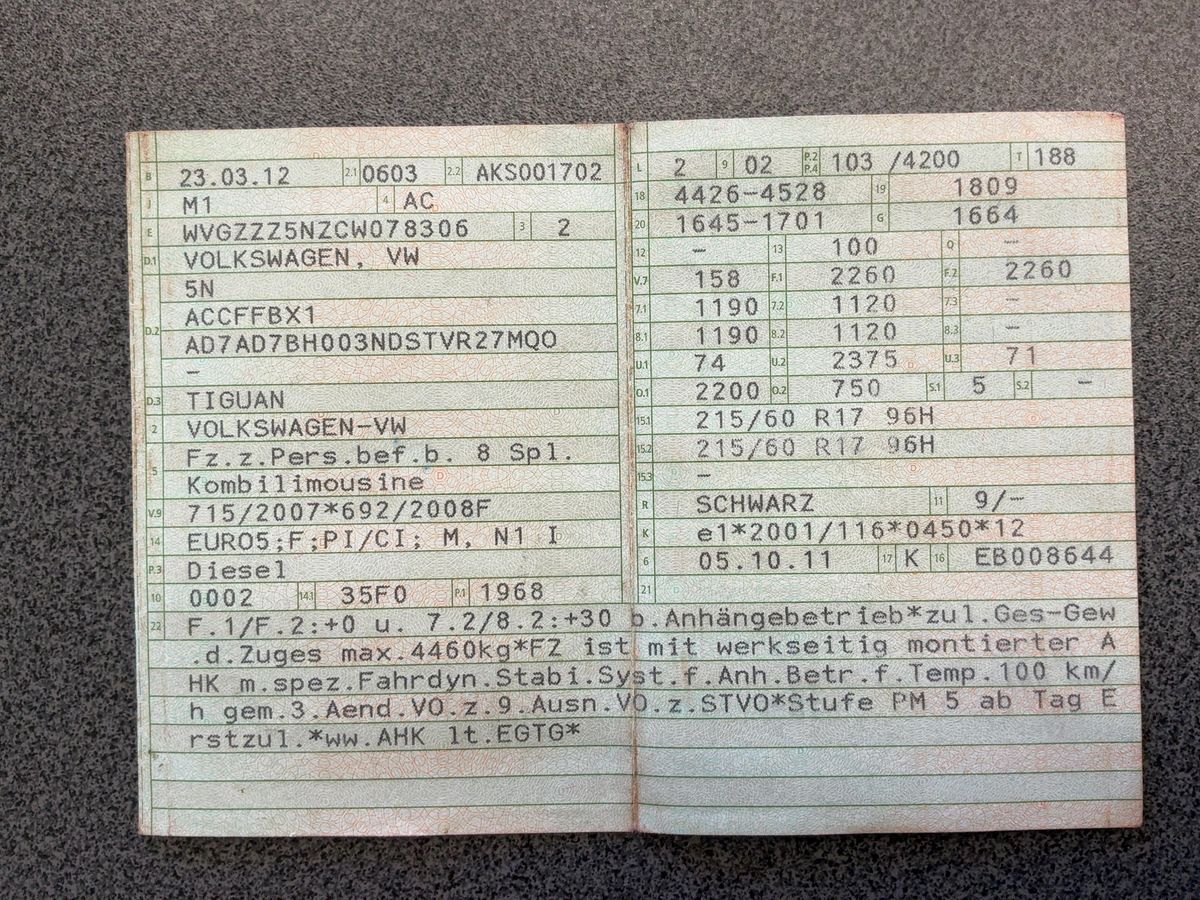 B 23.03.12 2.1 0603 2.2 AKS001702
J M1 4 AC
E WVGZZZ5NZCW078306 3 2
D.1 VOLKSWAGEN, VW
5N
D.2 ACCFFBX1
AD7AD7BH003NDSTVR27MQO
–
D.3 TIGUAN
2 VOLKSWAGEN-VW
5 Fz.z.Pers.bef.b. 8 Spl.
Kombilimousine
V.9 715/2007*692/2008F
14 EURO5;F;PI/CI; M, N1 I
P.3 Diesel
10 0002 14.1 35F0 P.1 1968
L 2 9 02 P.2 P.4 103 /4200 T 188
18 4426-4528 19 1809
20 1645-1701 G 1664
12 – 13 100 Q –
V.7 158 F.1 2260 F.2 2260
7.1 1190 7.2 1120 7.3 –
8.1 1190 8.2 1120 8.3 –
U.1 74 U.2 2375 U.3 71
O.1 2200 O.2 750 S.1 5 S.2 –
15.1 215/60 R17 96H
15.2 215/60 R17 96H
15.3 –
R SCHWARZ 11 9/-
K e1*2001/116*0450*12
6 05.10.11 17 K 16 EB008644
21
22 F.1/F.2:+0 u. 7.2/8.2:+30 b.Anhängebetrieb*zul.Ges-Gew
.d.Zuges max.4460kg*FZ ist mit werkseitig montierter A
HK m.spez.Fahrdyn.Stabi.Syst.f.Anh.Betr.f.Temp.100 km/
h gem.3.Aend.VO.z.9.Ausn.VO.z.STVO*Stufe PM 5 ab Tag E
rstzul.*ww.AHK lt.EGTG*